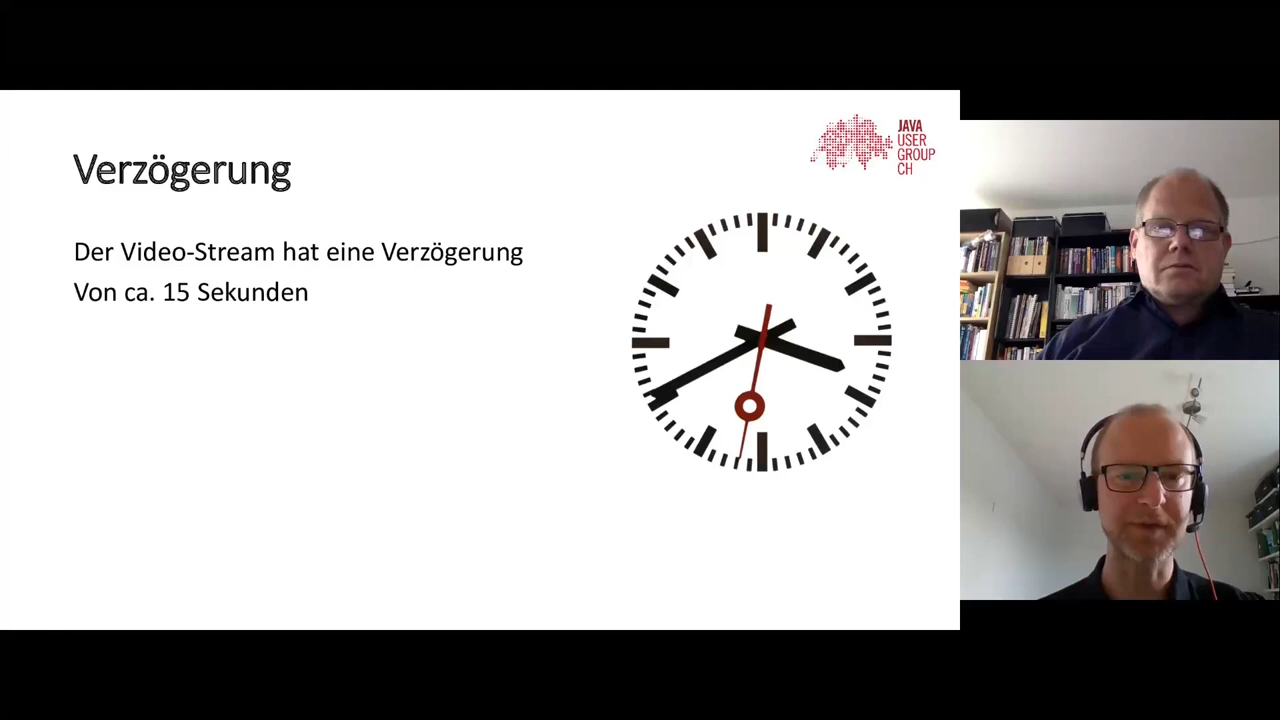 Verzögerung
JAVA
USER
GROUP
CH
Der Video-Stream hat eine Verzögerung
Von ca. 15 Sekunden